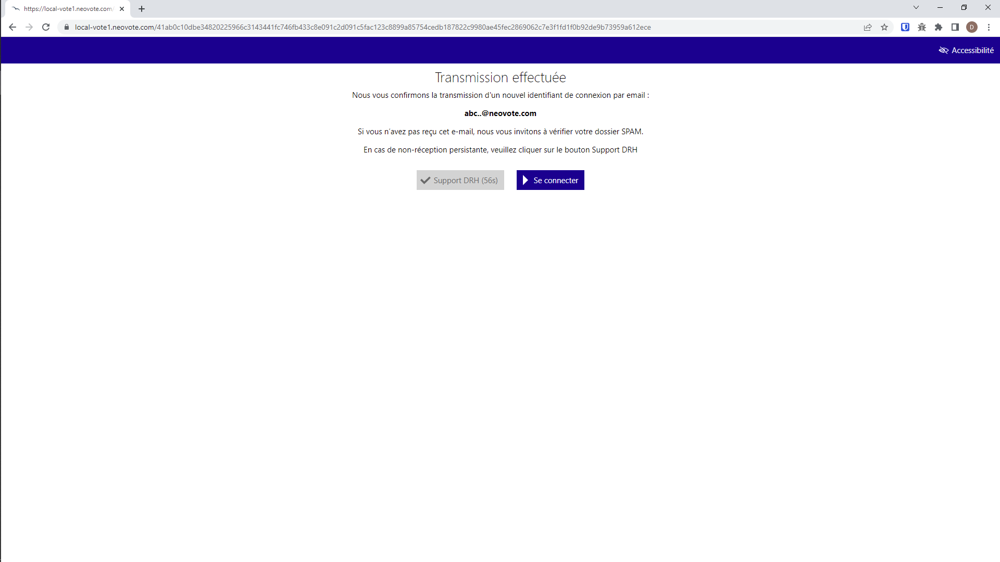 https://local-vote1.neovote.com/
local-vote1.neovote.com/41ab0c10dbe34820225966c3143441fc746fb433c8e091c2d091c5fac123c8899a85754cedb187822c9980ae45fec2869062c7e3f1fd1f0b92de9b73959a612ece
D
Accessibilité
Transmission effectuée
Nous vous confirmons la transmission d'un nouvel identifiant de connexion par email :
abc..@neovote.com
Si vous n’avez pas reçu cet e-mail, nous vous invitons à vérifier votre dossier SPAM.
En cas de non-réception persistante, veuillez cliquer sur le bouton Support DRH
Support DRH (56s)
Se connecter